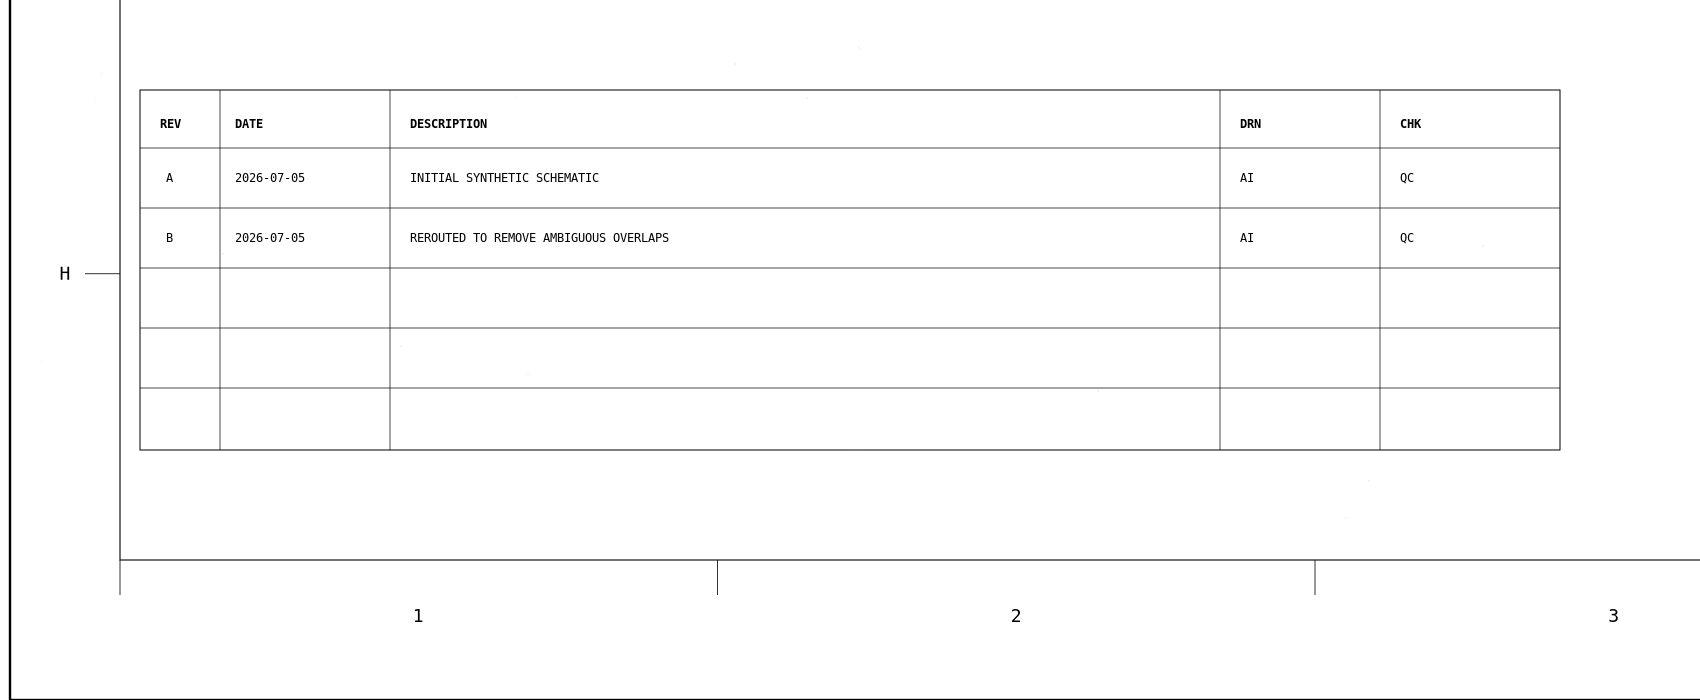 REV DATE DESCRIPTION DRN CHK
A 2026-07-05 INITIAL SYNTHETIC SCHEMATIC AI QC
B 2026-07-05 REROUTED TO REMOVE AMBIGUOUS OVERLAPS AI QC
H
1 2 3